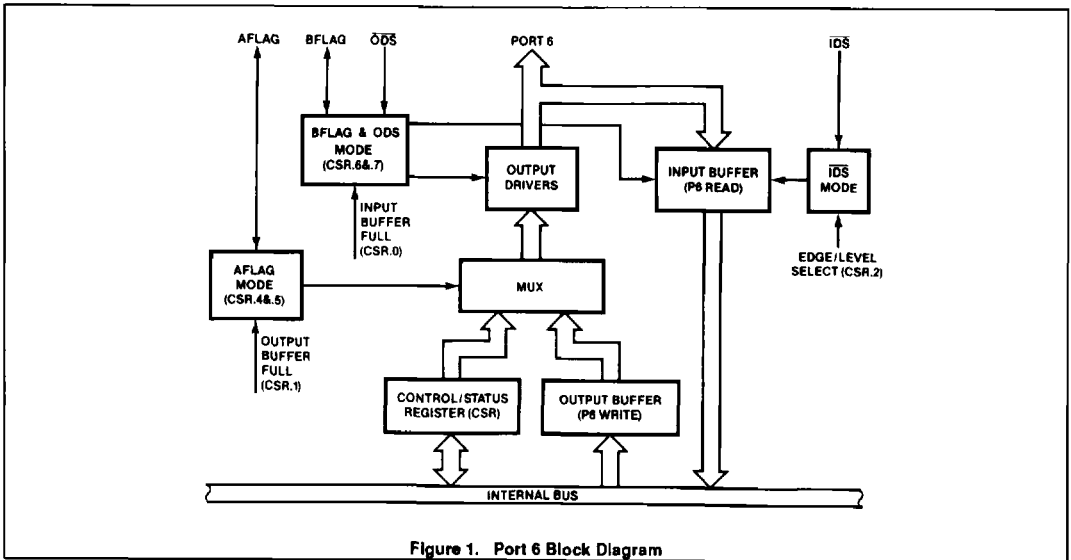 AFLAG BFLAG ODS PORT 6 IDS
BFLAG & ODS
MODE
(CSR.6&.7)
OUTPUT
DRIVERS
INPUT BUFFER
(P6 READ)
IDS
MODE
INPUT
BUFFER
FULL
(CSR.0)
EDGE/LEVEL
SELECT (CSR.2)
AFLAG
MODE
(CSR.4&.5)
MUX
OUTPUT
BUFFER
FULL
(CSR.1)
CONTROL/STATUS
REGISTER (CSR)
OUTPUT BUFFER
(P6 WRITE)
INTERNAL BUS
Figure 1. Port 6 Block Diagram